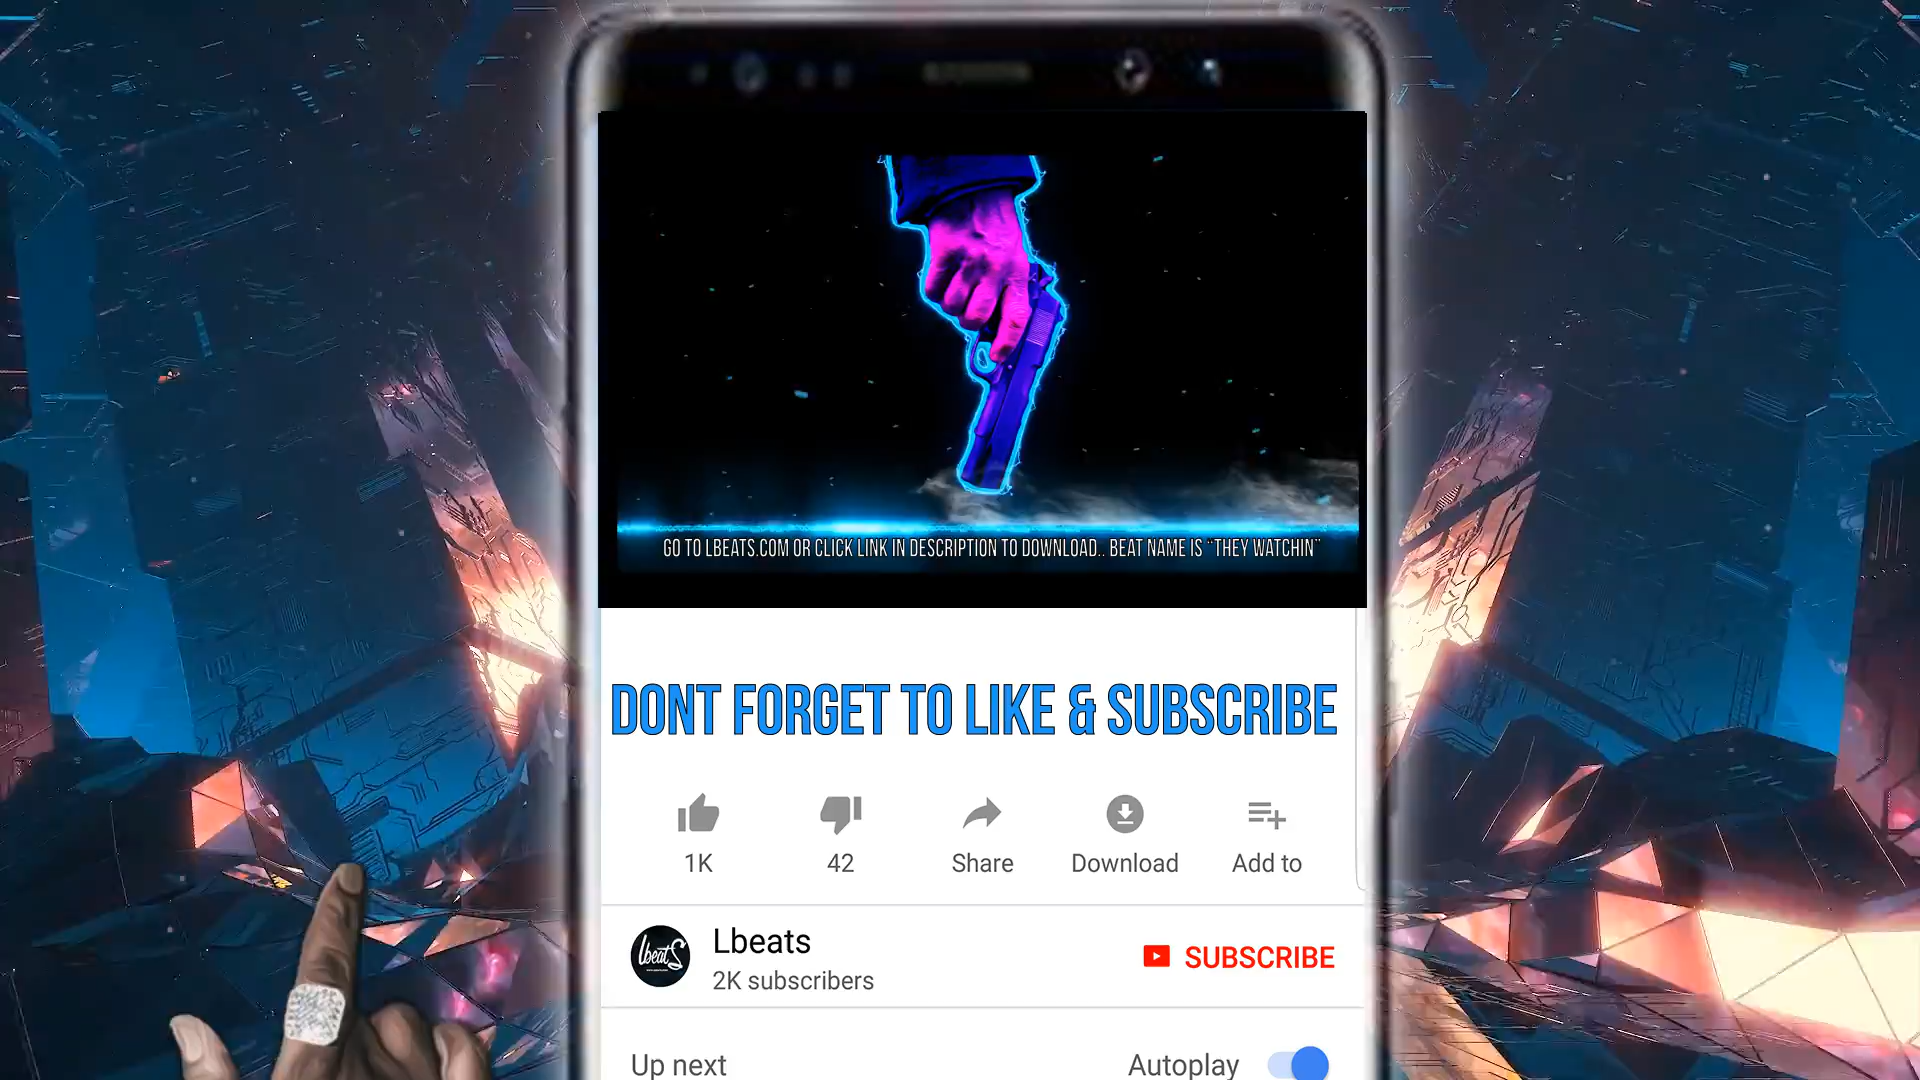 GO TO LBEATS.COM OR CLICK LINK IN DESCRIPTION TO DOWNLOAD.. BEAT NAME IS "THEY WATCHIN"
DONT FORGET TO LIKE & SUBSCRIBE
1K 42 Share Download Add to
lbeatS
Lbeats
2K subscribers
SUBSCRIBE
Up next Autoplay